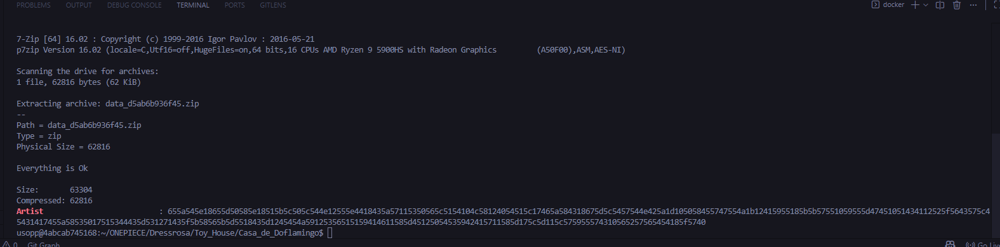 PROBLEMS OUTPUT DEBUG CONSOLE TERMINAL PORTS GITLENS docker
7-Zip [64] 16.02 : Copyright (c) 1999-2016 Igor Pavlov : 2016-05-21
p7zip Version 16.02 (locale=C,Utf16=off,HugeFiles=on,64 bits,16 CPUs AMD Ryzen 9 5900HS with Radeon Graphics (A50F00),ASM,AES-NI)
Scanning the drive for archives:
1 file, 62816 bytes (62 KiB)
Extracting archive: data_d5ab6b936f45.zip
--
Path = data_d5ab6b936f45.zip
Type = zip
Physical Size = 62816
Everything is Ok
Size: 63304
Compressed: 62816
Artist : 655a545e18655d50585e18515b5c505c544e12555e4418435a57115350565c5154104c58124054515c17465a584318675d5c5457544e425a1d105058455747554a1b12415955185b5b57551059555d47451051434112525f5643575c4
5431417455a58535017515344435d531271435f5b58565b5d5518435d1245454a59125356515159414611585d45125054535942415711585d175c5d115c5759555743105652575654541​85f5740
usopp@4abcab745168:~/ONEPIECE/Dressrosa/Toy_House/Casa_de_Doflamingo$
0 Git Graph Go Live